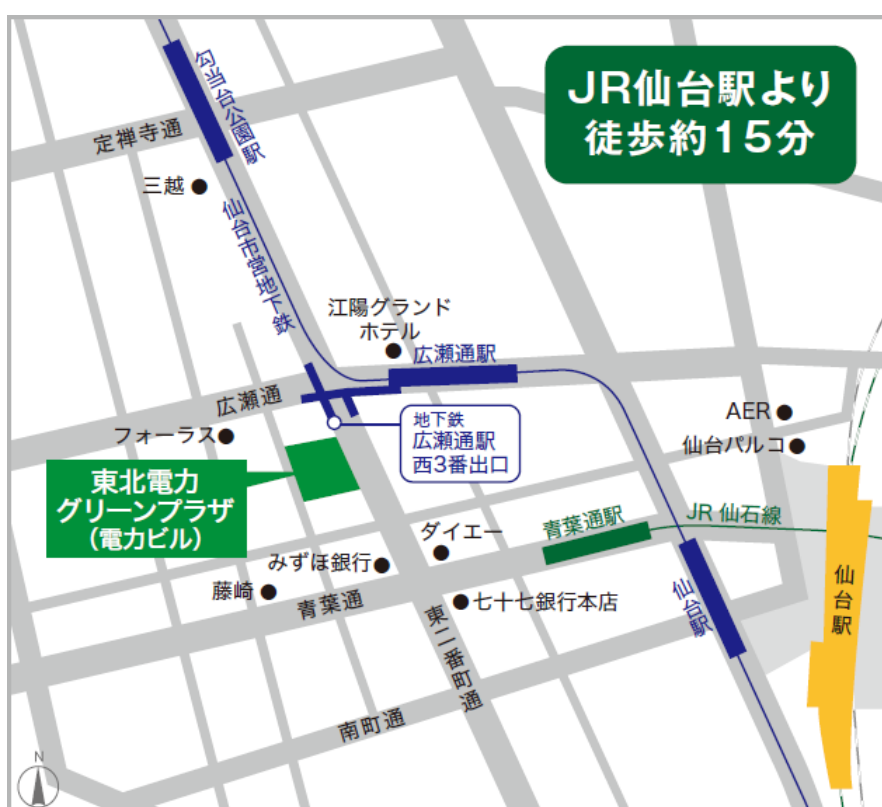 JR仙台駅より
徒歩約15分
勾当台公園駅
定禅寺通
三越
仙台市営地下鉄
江陽グランド
ホテル
広瀬通駅
広瀬通
地下鉄
広瀬通駅
西3番出口
フォーラス
AER
仙台パルコ
東北電力
グリーンプラザ
（電力ビル）
青葉通駅
JR 仙石線
ダイエー
みずほ銀行
藤崎
青葉通
七十七銀行本店
仙台駅
仙台駅
東二番町通
南町通
N